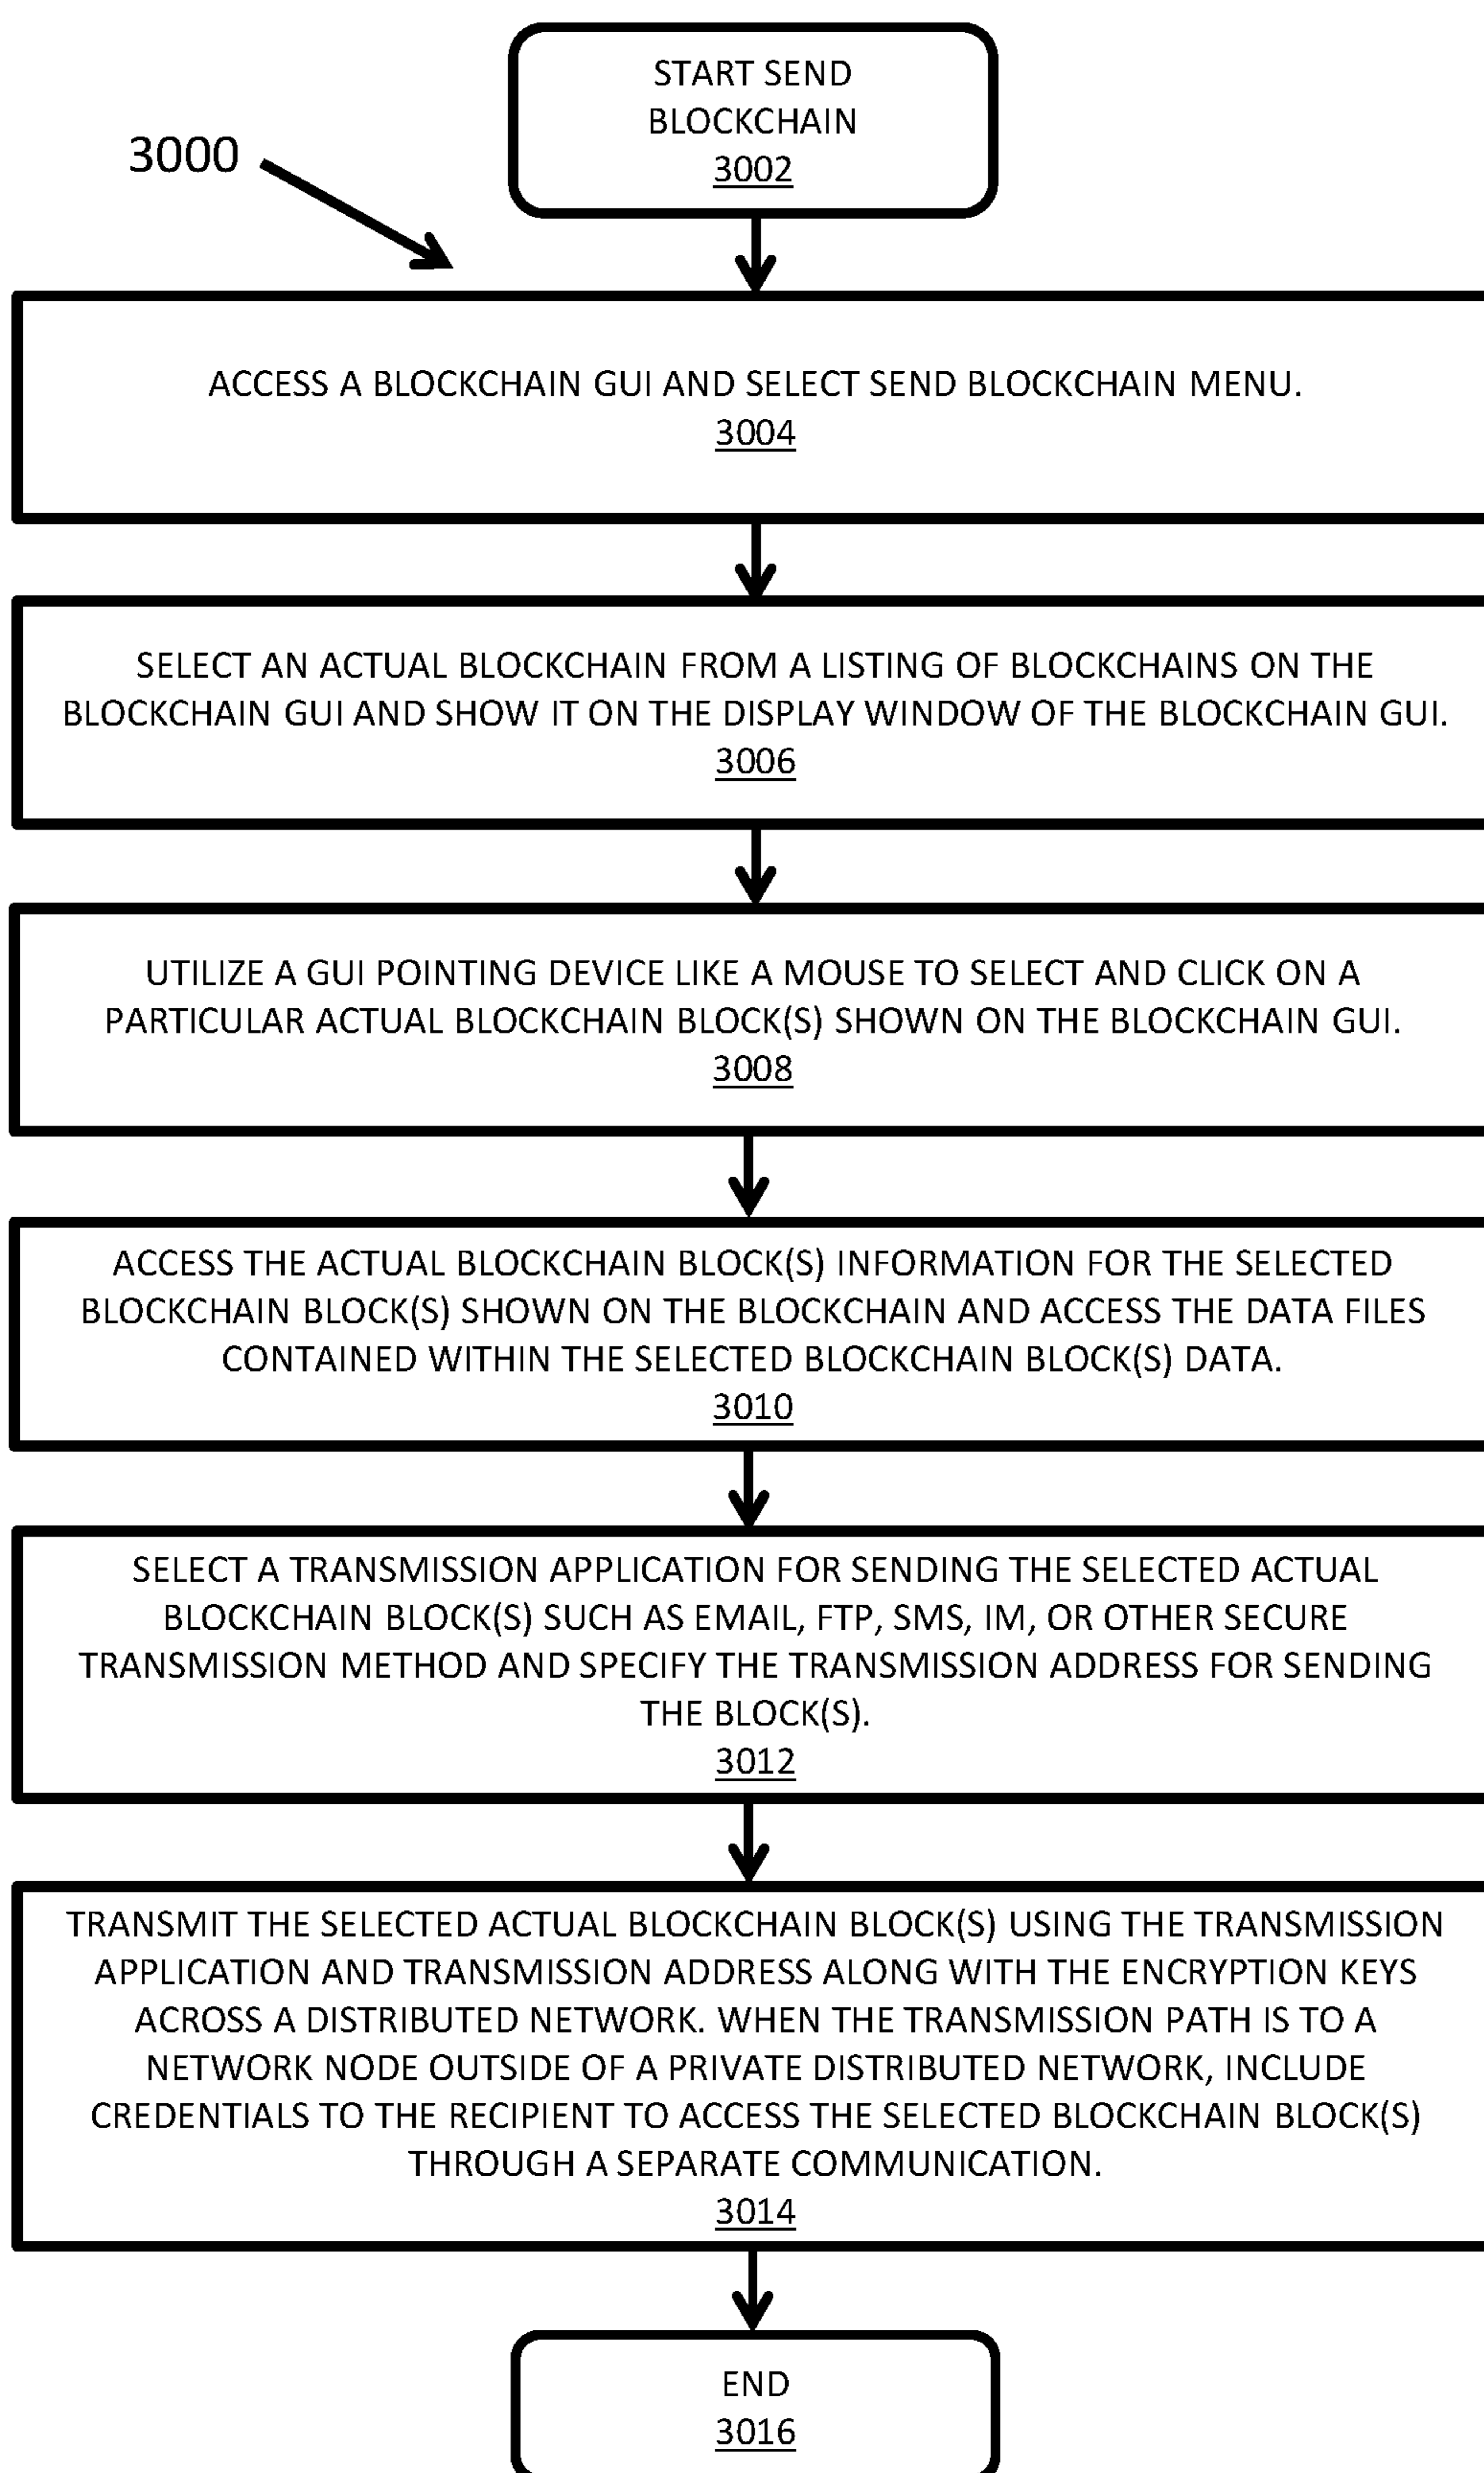 START SEND
BLOCKCHAIN
3002
3000
ACCESS A BLOCKCHAIN GUI AND SELECT SEND BLOCKCHAIN MENU.
3004
SELECT AN ACTUAL BLOCKCHAIN FROM A LISTING OF BLOCKCHAINS ON THE
BLOCKCHAIN GUI AND SHOW IT ON THE DISPLAY WINDOW OF THE BLOCKCHAIN GUI.
3006
UTILIZE A GUI POINTING DEVICE LIKE A MOUSE TO SELECT AND CLICK ON A
PARTICULAR ACTUAL BLOCKCHAIN BLOCK(S) SHOWN ON THE BLOCKCHAIN GUI.
3008
ACCESS THE ACTUAL BLOCKCHAIN BLOCK(S) INFORMATION FOR THE SELECTED
BLOCKCHAIN BLOCK(S) SHOWN ON THE BLOCKCHAIN AND ACCESS THE DATA FILES
CONTAINED WITHIN THE SELECTED BLOCKCHAIN BLOCK(S) DATA.
3010
SELECT A TRANSMISSION APPLICATION FOR SENDING THE SELECTED ACTUAL
BLOCKCHAIN BLOCK(S) SUCH AS EMAIL, FTP, SMS, IM, OR OTHER SECURE
TRANSMISSION METHOD AND SPECIFY THE TRANSMISSION ADDRESS FOR SENDING
THE BLOCK(S).
3012
TRANSMIT THE SELECTED ACTUAL BLOCKCHAIN BLOCK(S) USING THE TRANSMISSION
APPLICATION AND TRANSMISSION ADDRESS ALONG WITH THE ENCRYPTION KEYS
ACROSS A DISTRIBUTED NETWORK. WHEN THE TRANSMISSION PATH IS TO A
NETWORK NODE OUTSIDE OF A PRIVATE DISTRIBUTED NETWORK, INCLUDE
CREDENTIALS TO THE RECIPIENT TO ACCESS THE SELECTED BLOCKCHAIN BLOCK(S)
THROUGH A SEPARATE COMMUNICATION.
3014
END
3016